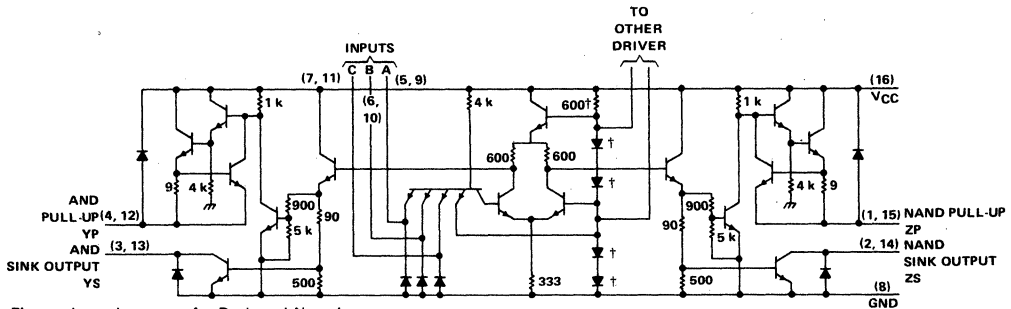 TO
OTHER
DRIVER
INPUTS
C B A
(7, 11)
(5, 9)
(6,
10)
(16)
VCC
1 k
4 k
600†
1 k
†
600
600
†
9
4 k
4 k
9
900
5 k
90
900
5 k
90
AND
PULL-UP (4, 12)
YP
(1, 15) NAND PULL-UP
ZP
†
AND (3, 13)
SINK OUTPUT
YS
(2, 14) NAND
SINK OUTPUT
ZS
500
333
†
500
(8)
GND